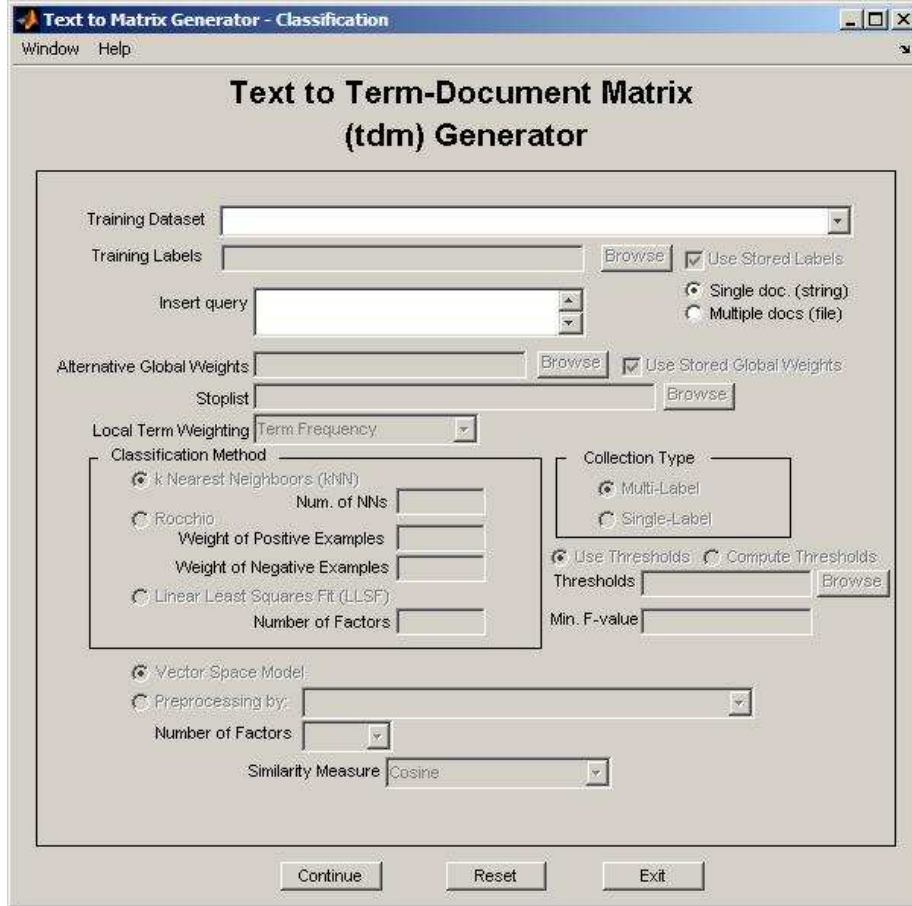 Text to Matrix Generator - Classification
Window Help
Text to Term-Document Matrix
(tdm) Generator
Training Dataset
Training Labels Browse Use Stored Labels
Insert query Single doc. (string)
Multiple docs (file)
Alternative Global Weights Browse Use Stored Global Weights
Stoplist Browse
Local Term Weighting Term Frequency
Classification Method Collection Type
k Nearest Neighboors (kNN) Multi-Label
Num. of NNs
Rocchio Single-Label
Weight of Positive Examples
Use Thresholds Compute Thresholds
Weight of Negative Examples
Thresholds Browse
Linear Least Squares Fit (LLSF)
Number of Factors Min. F-value
Vector Space Model
Preprocessing by:
Number of Factors
Similarity Measure Cosine
Continue Reset Exit